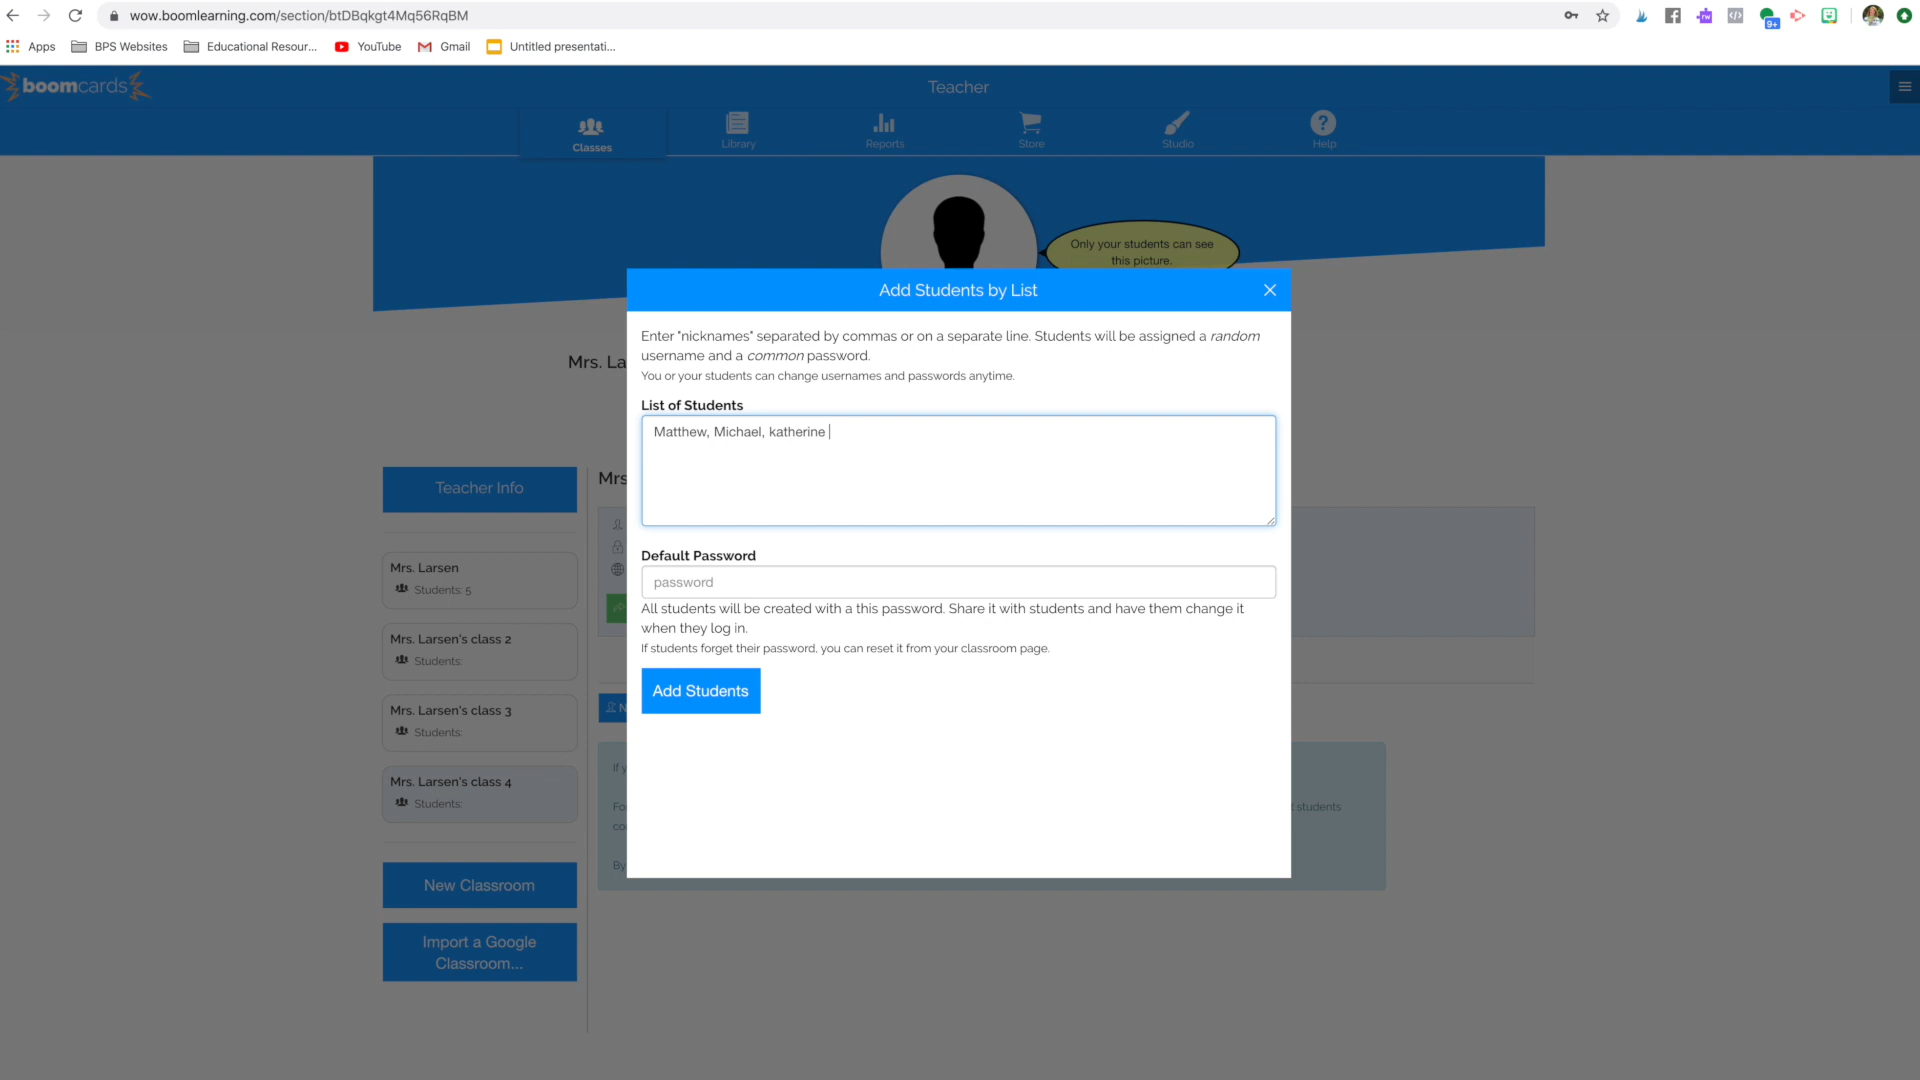 wow.boomlearning.com/section/btDBqkgt4Mq56RqBM
Apps
BPS Websites
Educational Resour...
YouTube
Gmail
Untitled presentati...
rw
9+
boomcards
Teacher
Classes
Library
Reports
Store
Studio
Help
Only your students can see
this picture.
Add Students by List
Enter "nicknames" separated by commas or on a separate line. Students will be assigned a random
username and a common password.
You or your students can change usernames and passwords anytime.
Mrs. La
List of Students
Matthew, Michael, katherine
Default Password
password
All students will be created with a this password. Share it with students and have them change it
when they log in.
If students forget their password, you can reset it from your classroom page.
Add Students
Teacher Info
Mrs
Mrs. Larsen
Students: 5
Mrs. Larsen's class 2
Students:
Mrs. Larsen's class 3
Students:
Mrs. Larsen's class 4
Students:
New Classroom
Import a Google
Classroom...
N
If y
Fo
t students
co
By